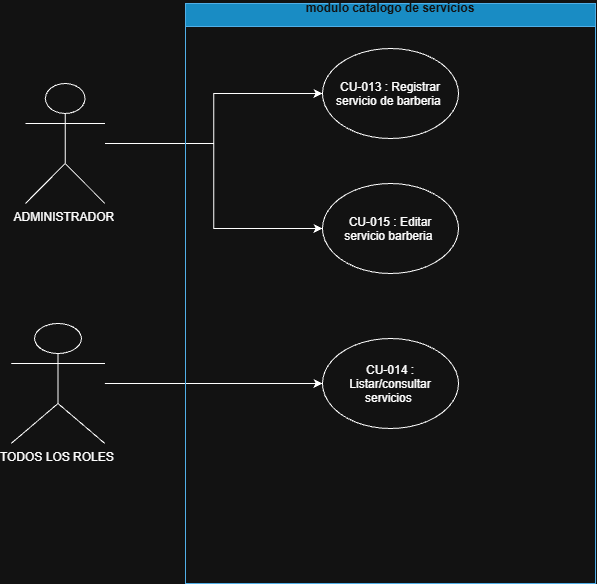 modulo catalogo de servicios
CU-013 : Registrar
servicio de barberia
ADMINISTRADOR
CU-015 : Editar
servicio barberia
CU-014 :
Listar/consultar
servicios
TODOS LOS ROLES